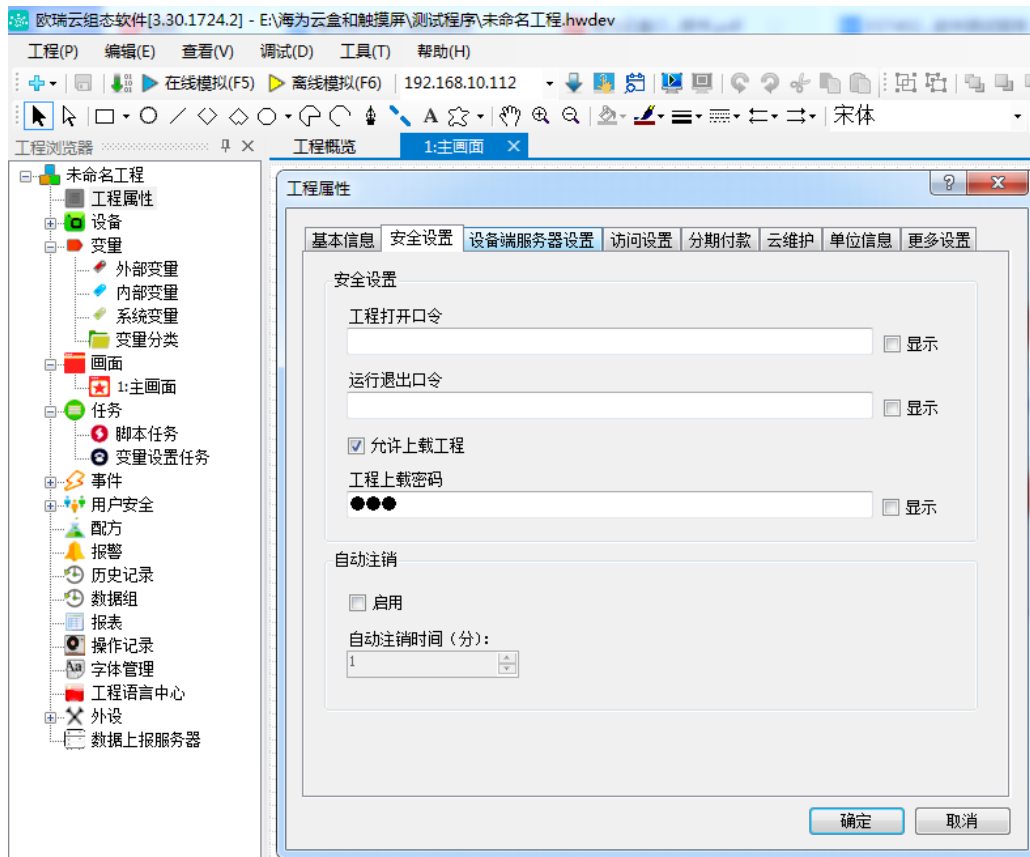 欧瑞云组态软件[3.30.1724.2] - E:\海为云盒和触摸屏\测试程序\未命名工程.hwdev
工程(P) 编辑(E) 查看(V) 调试(D) 工具(T) 帮助(H)
在线模拟(F5) 离线模拟(F6) 192.168.10.112
A 宋体
工程浏览器
工程概览 1:主画面
未命名工程
工程属性
设备
变量
外部变量
内部变量
系统变量
变量分类
画面
1:主画面
任务
脚本任务
变量设置任务
事件
用户安全
配方
报警
历史记录
数据组
报表
操作记录
字体管理
工程语言中心
外设
数据上报服务器
工程属性
基本信息 安全设置 设备端服务器设置 访问设置 分期付款 云维护 单位信息 更多设置
安全设置
工程打开口令
显示
运行退出口令
显示
允许上载工程
工程上载密码
●●● 显示
自动注销
启用
自动注销时间（分）:
1
确定 取消